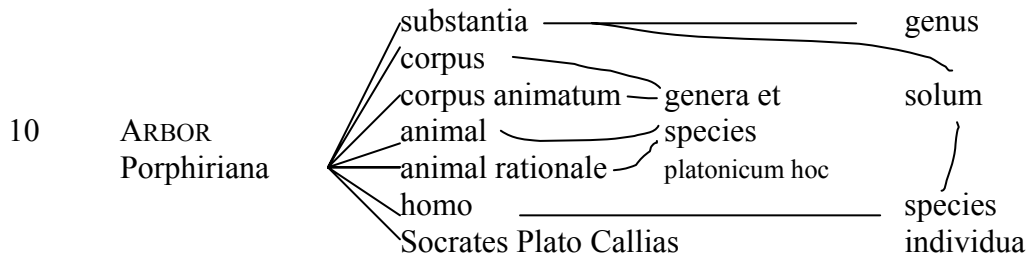 substantia genus
corpus
corpus animatum genera et solum
10 ARBOR animal species
Porphiriana animal rationale platonicum hoc
homo species
Socrates Plato Callias individua